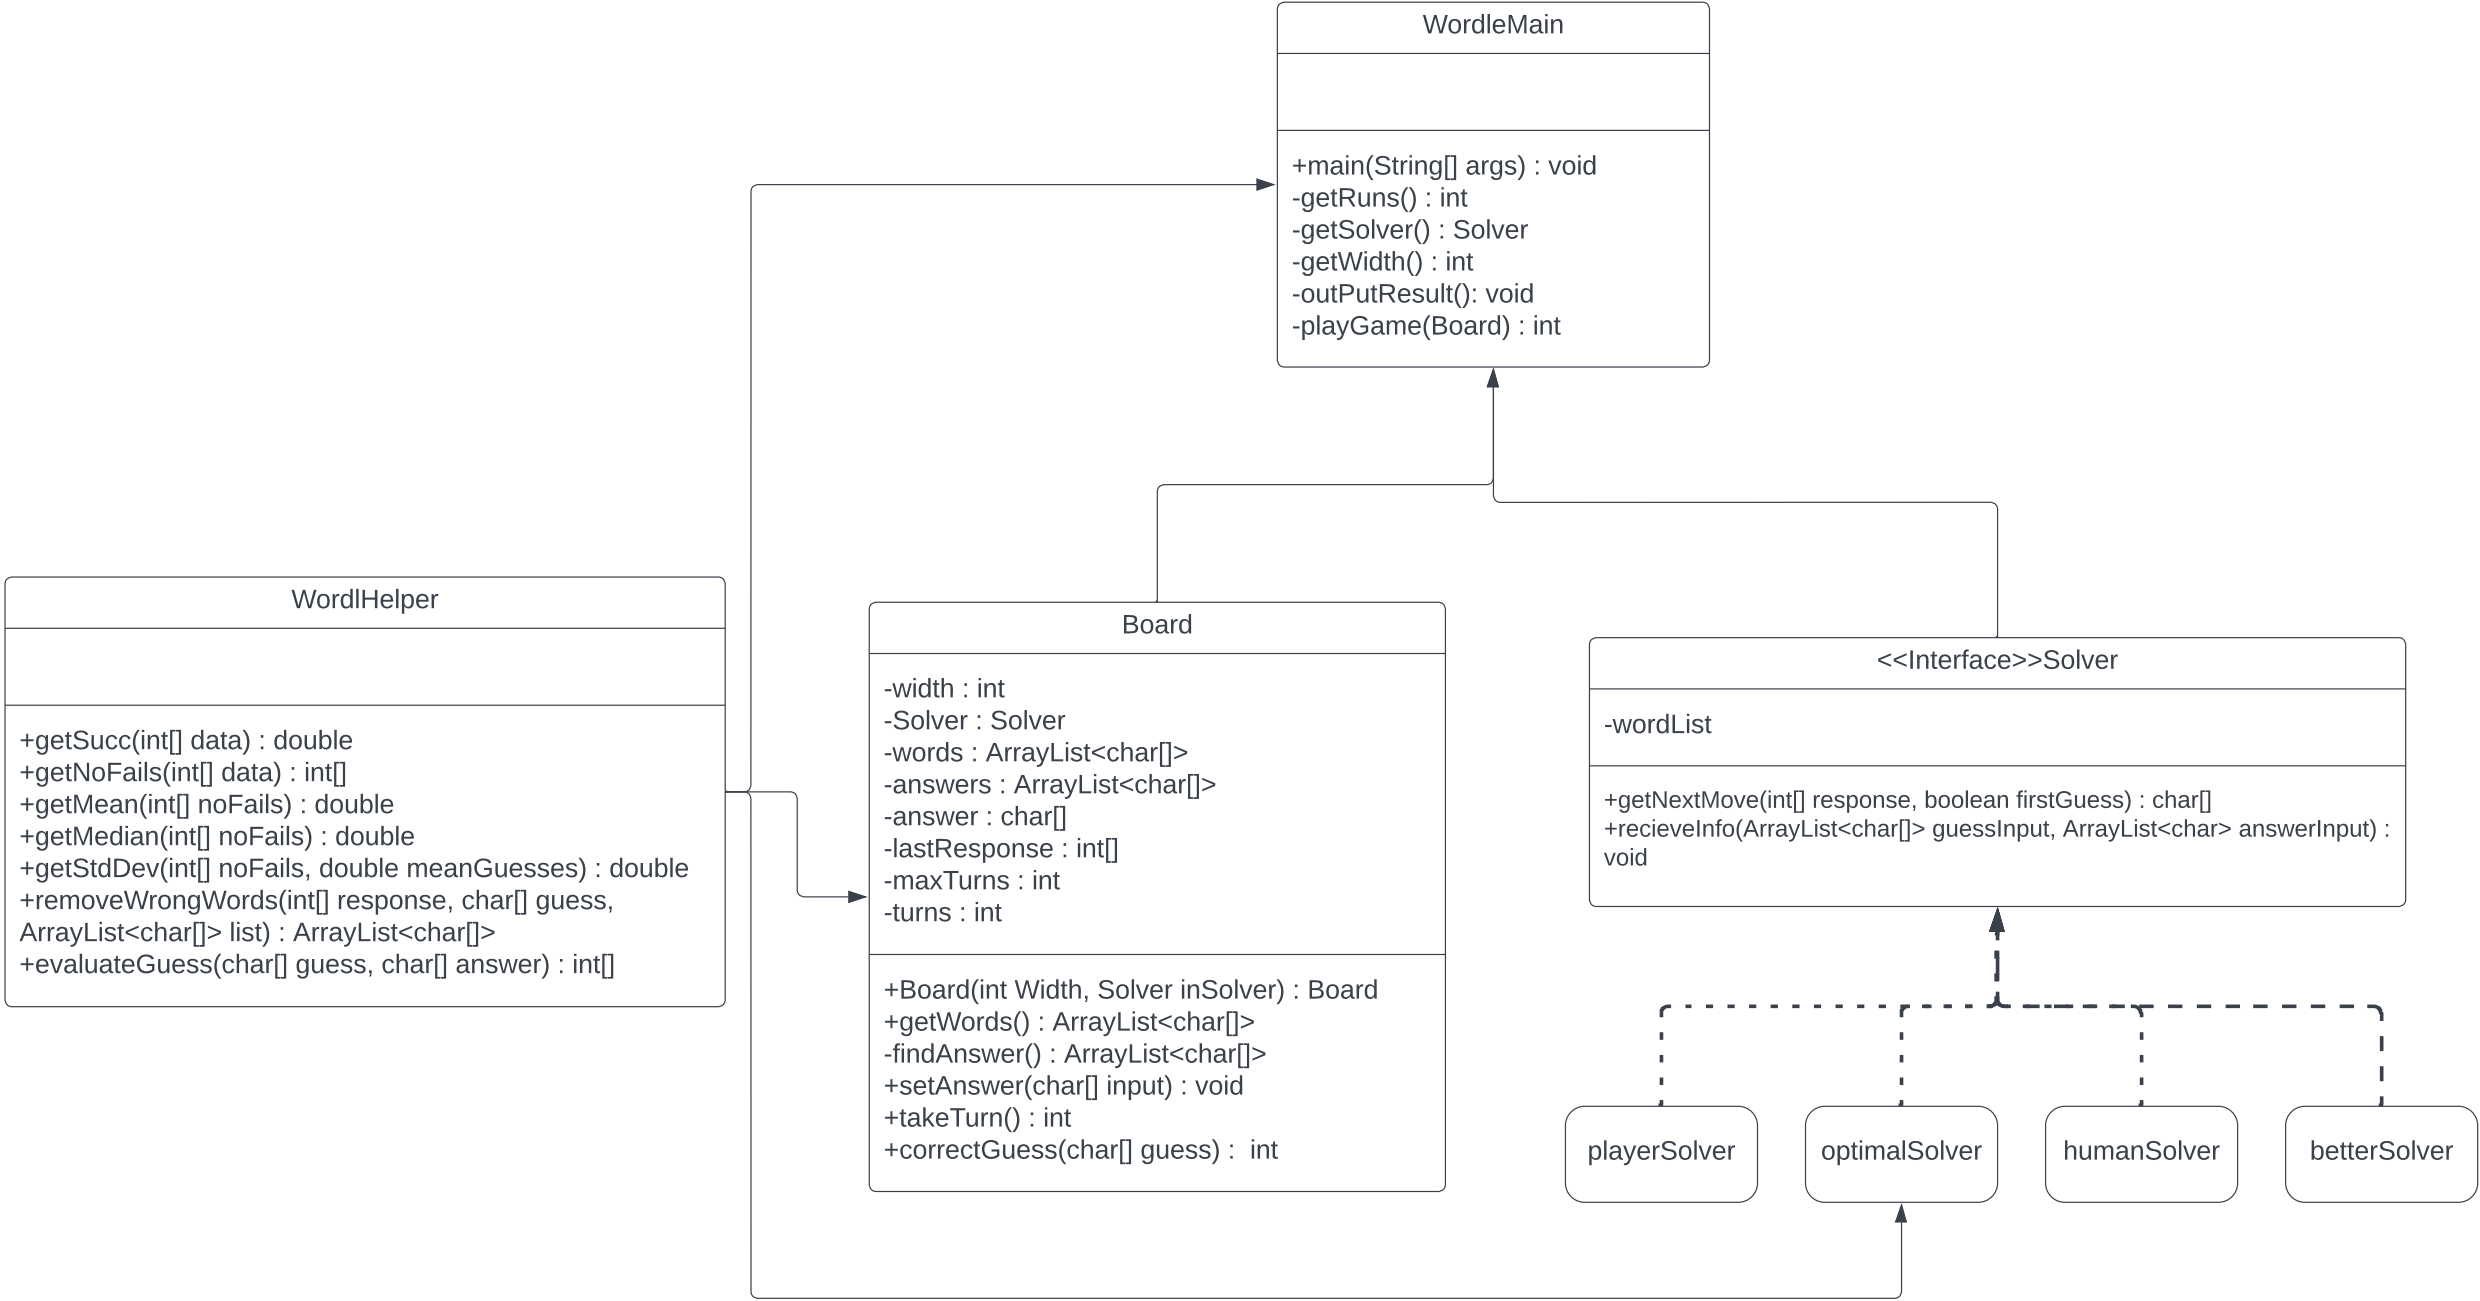 WordleMain
+main(String[] args) : void
-getRuns() : int
-getSolver() : Solver
-getWidth() : int
-outPutResult(): void
-playGame(Board) : int
WordlHelper
+getSucc(int[] data) : double
+getNoFails(int[] data) : int[]
+getMean(int[] noFails) : double
+getMedian(int[] noFails) : double
+getStdDev(int[] noFails, double meanGuesses) : double
+removeWrongWords(int[] response, char[] guess,
ArrayList<char[]> list) : ArrayList<char[]>
+evaluateGuess(char[] guess, char[] answer) : int[]
Board
-width : int
-Solver : Solver
-words : ArrayList<char[]>
-answers : ArrayList<char[]>
-answer : char[]
-lastResponse : int[]
-maxTurns : int
-turns : int
+Board(int Width, Solver inSolver) : Board
+getWords() : ArrayList<char[]>
-findAnswer() : ArrayList<char[]>
+setAnswer(char[] input) : void
+takeTurn() : int
+correctGuess(char[] guess) :  int
<<Interface>>Solver
-wordList
+getNextMove(int[] response, boolean firstGuess) : char[]
+recieveInfo(ArrayList<char[]> guessInput, ArrayList<char> answerInput) :
void
playerSolver
optimalSolver
humanSolver
betterSolver